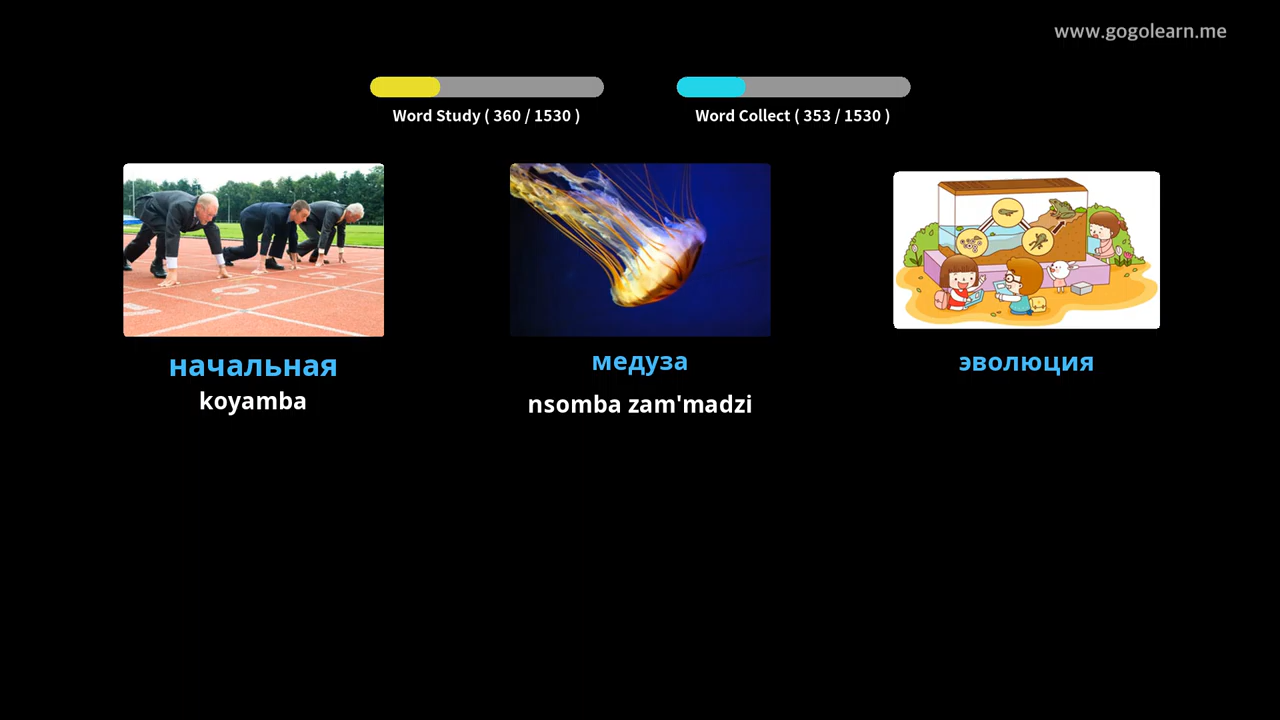 www.gogolearn.me
Word Study ( 360 / 1530 )
Word Collect ( 353 / 1530 )
начальная
koyamba
медуза
nsomba zam'madzi
эволюция